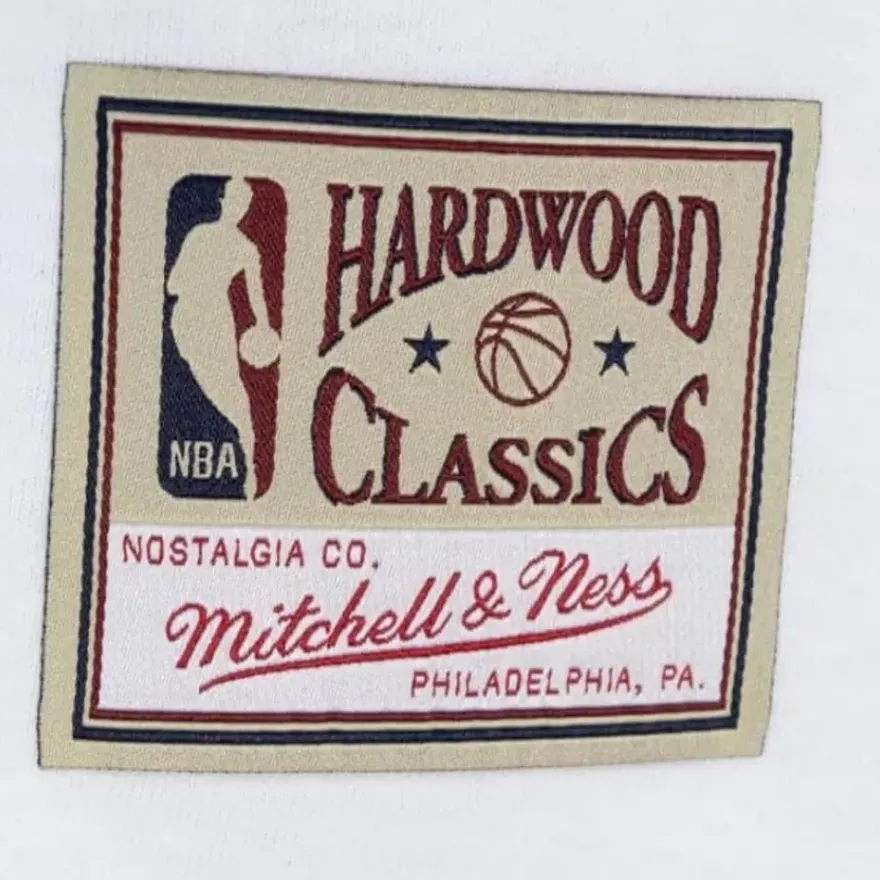 HARDWOOD
CLASSICS
NBA
NOSTALGIA CO.
Mitchell & Ness
PHILADELPHIA, PA.